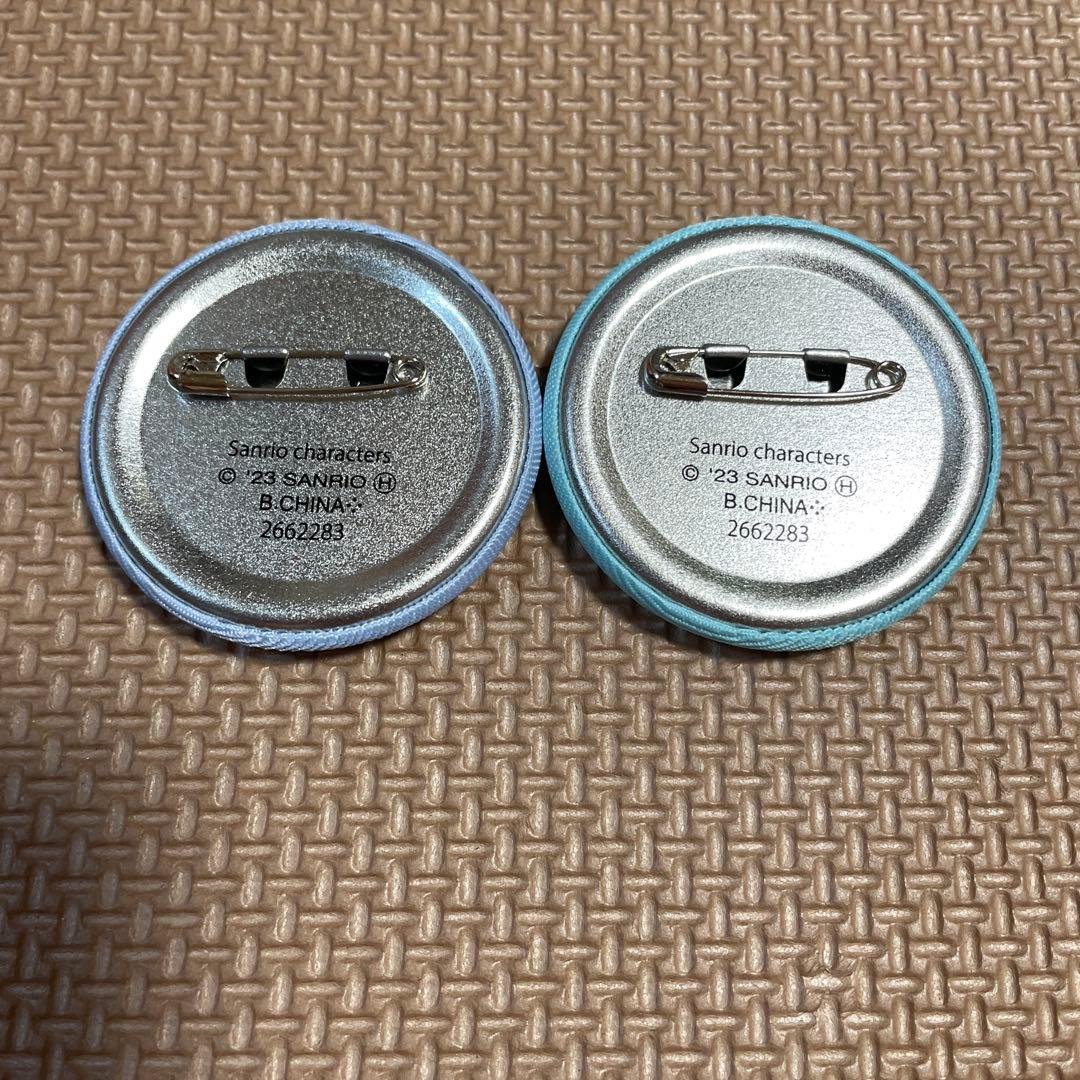 Sanrio characters
© '23 SANRIO Ⓗ
B.CHINA⁘
2662283
Sanrio characters
© '23 SANRIO Ⓗ
B.CHINA⁘
2662283